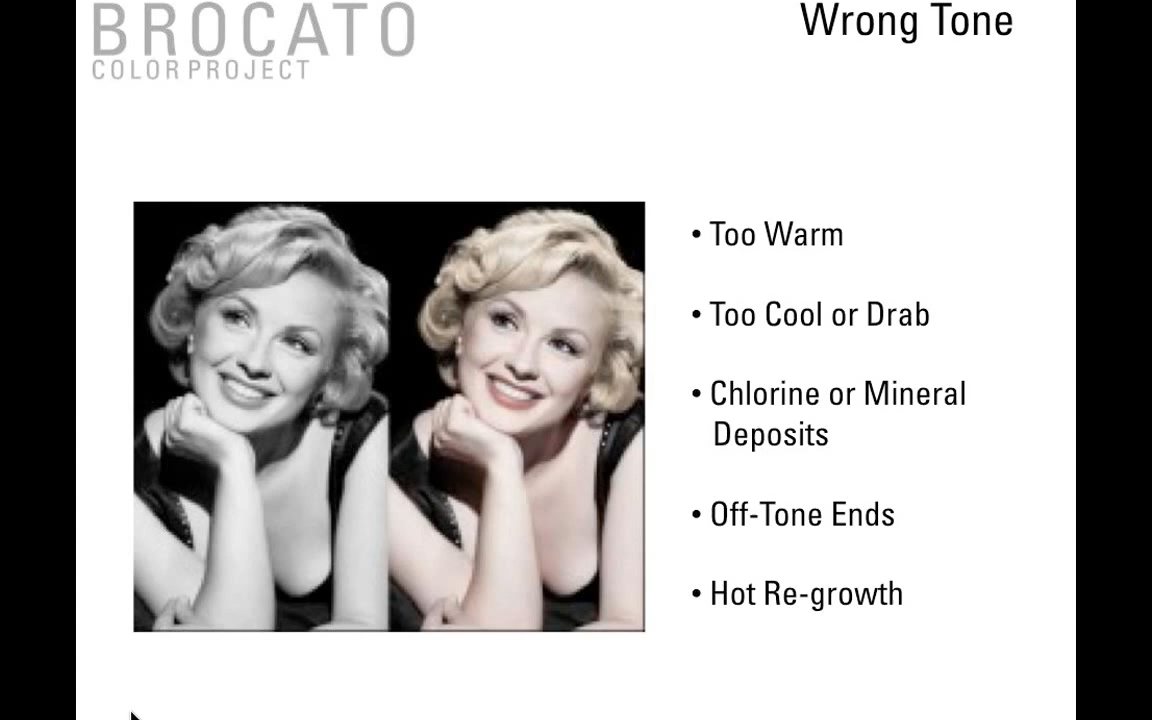 BROCATO
COLOR PROJECT
Wrong Tone
• Too Warm
• Too Cool or Drab
• Chlorine or Mineral
Deposits
• Off-Tone Ends
• Hot Re-growth